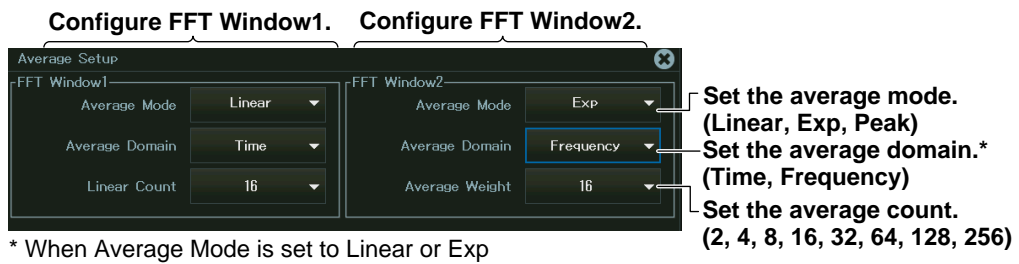 Configure FFT Window1. Configure FFT Window2.
Average Setup
FFT Window1
Average Mode Linear
Average Domain Time
Linear Count 16
FFT Window2
Average Mode Exp
Average Domain Frequency
Average Weight 16
Set the average mode.
(Linear, Exp, Peak)
Set the average domain.*
(Time, Frequency)
Set the average count.
(2, 4, 8, 16, 32, 64, 128, 256)
* When Average Mode is set to Linear or Exp